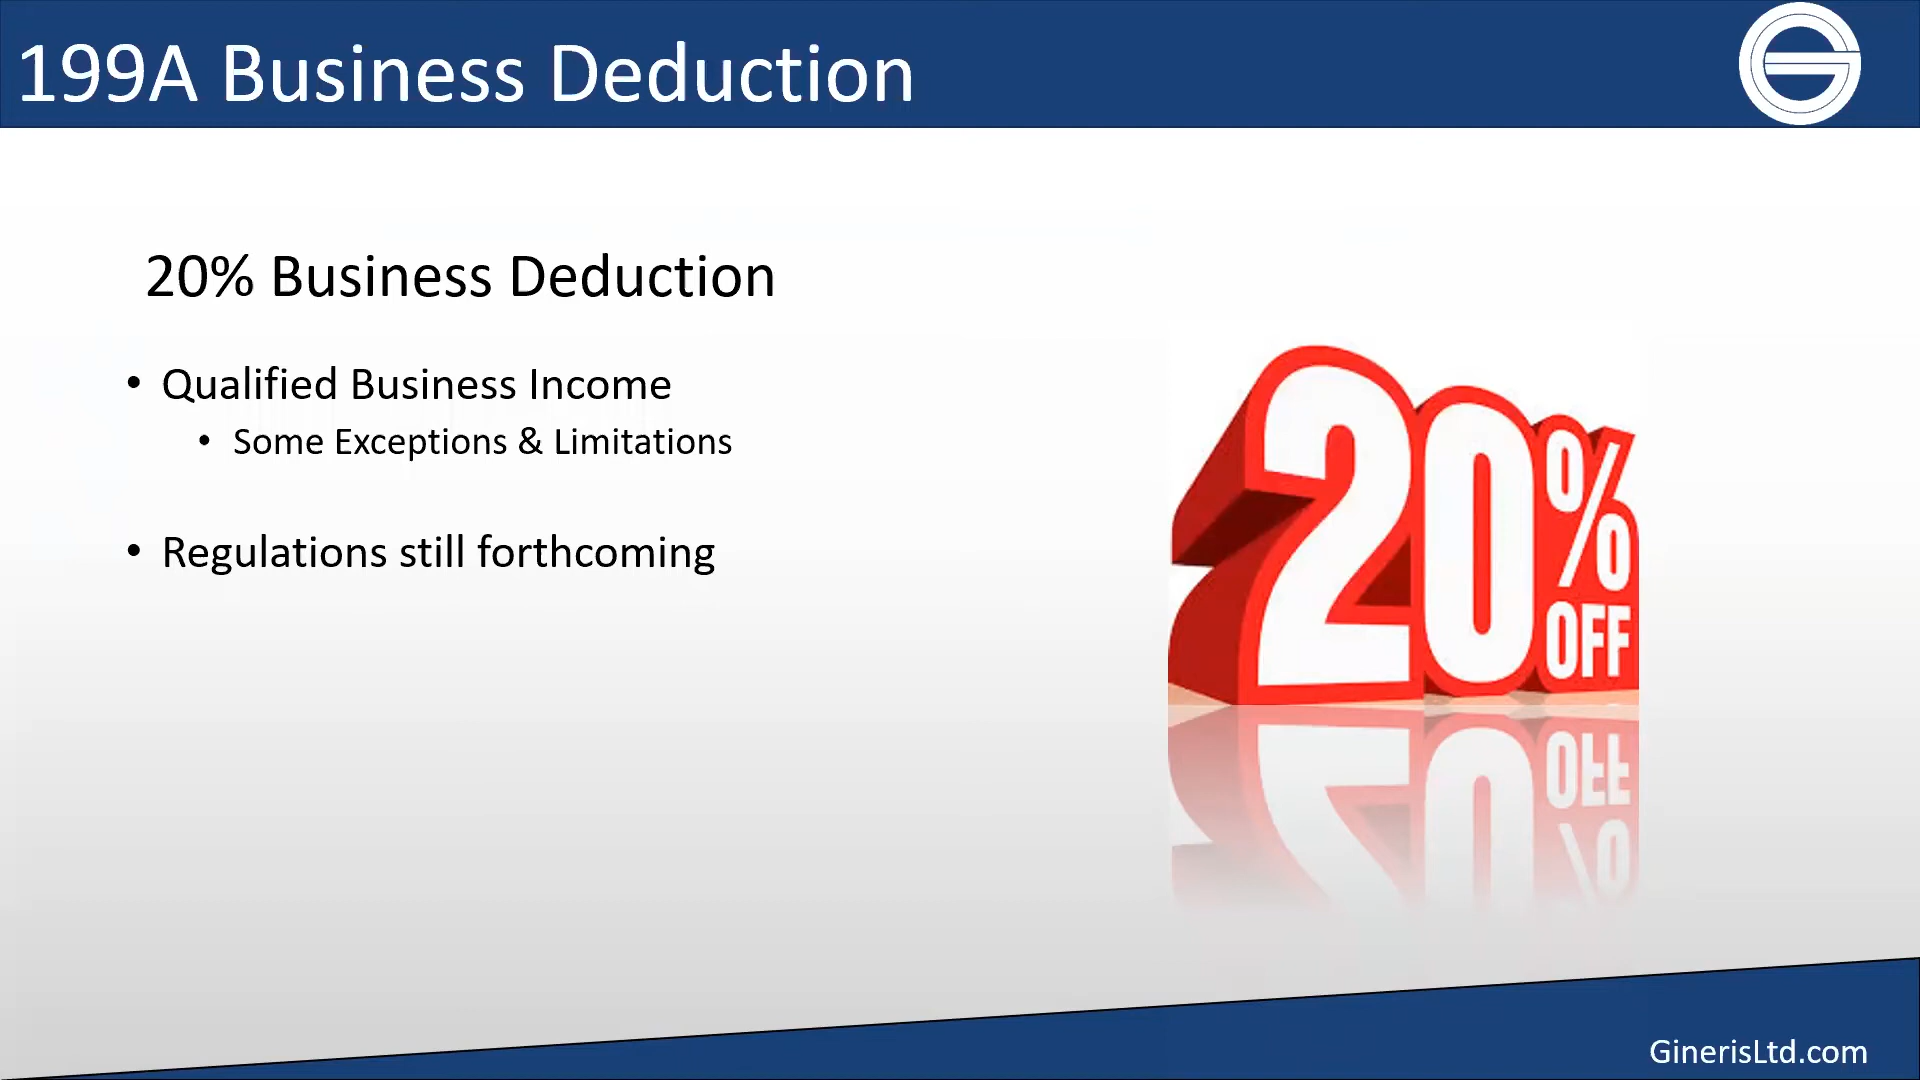 199A Business Deduction
20% Business Deduction
• Qualified Business Income
• Some Exceptions & Limitations
• Regulations still forthcoming
20% OFF
GinerisLtd.com